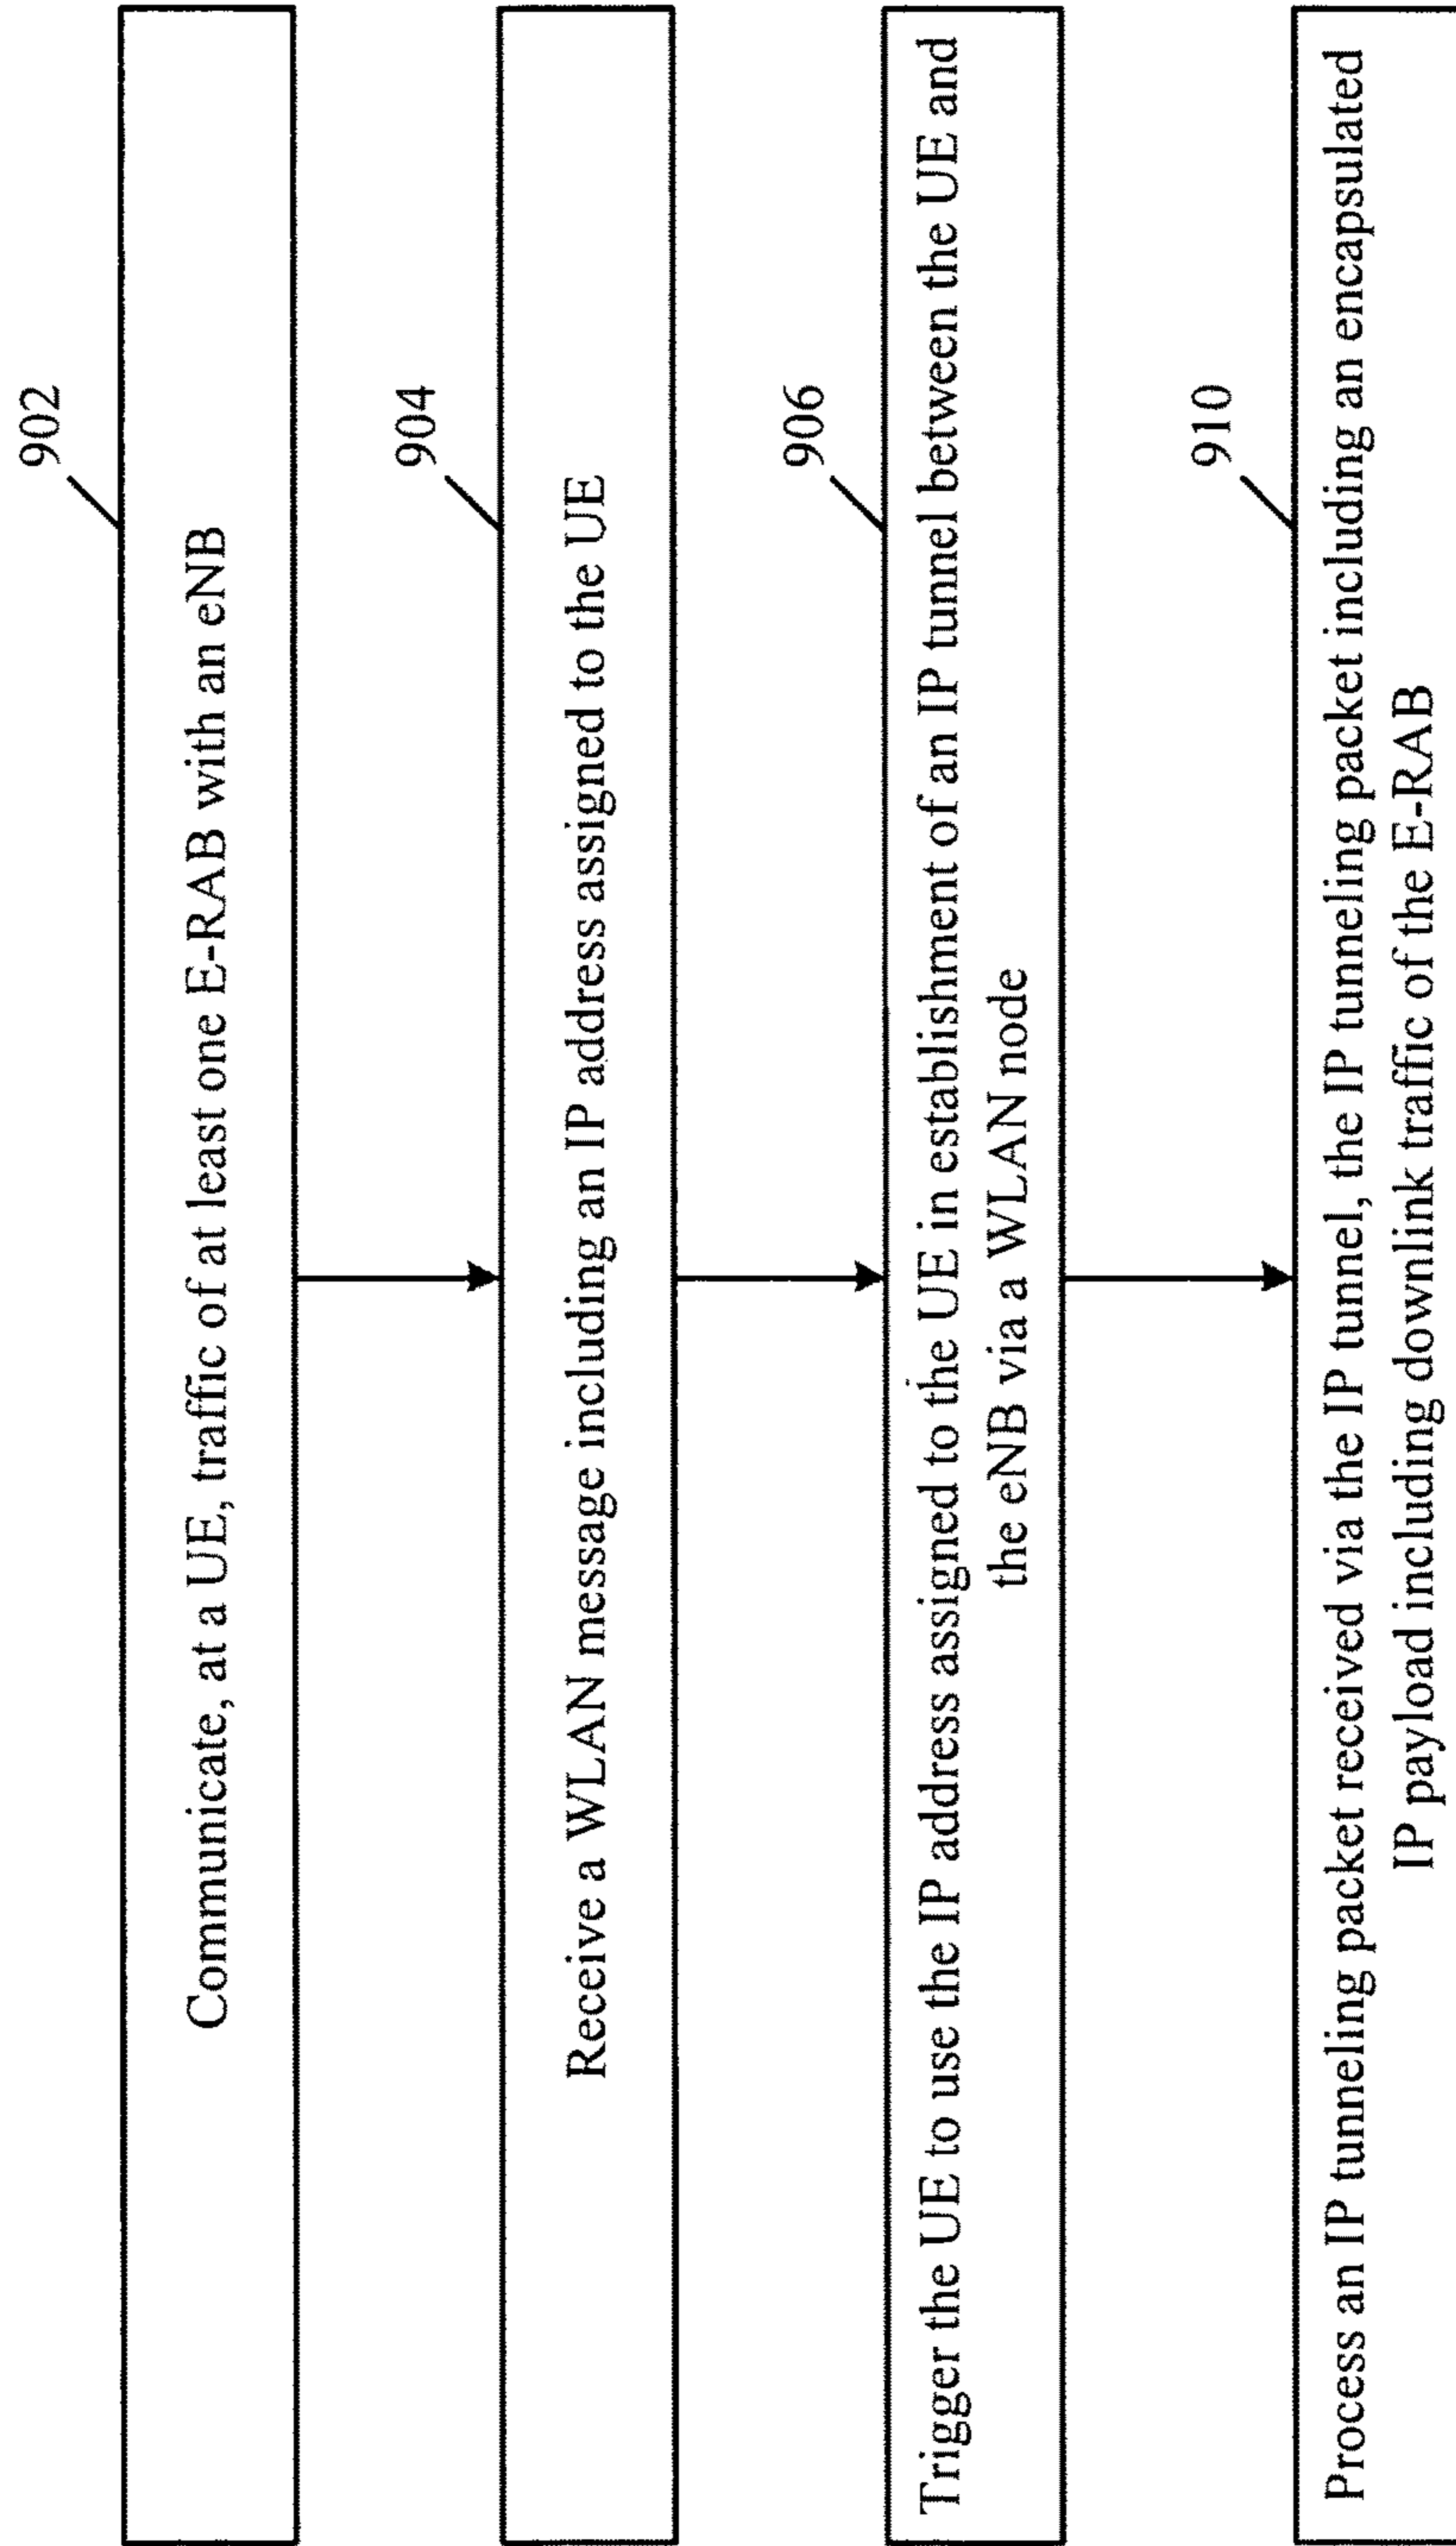 902
Communicate, at a UE, traffic of at least one E-RAB with an eNB
904
Receive a WLAN message including an IP address assigned to the UE
906
Trigger the UE to use the IP address assigned to the UE in establishment of an IP tunnel between the UE and
the eNB via a WLAN node
910
Process an IP tunneling packet received via the IP tunnel, the IP tunneling packet including an encapsulated
IP payload including downlink traffic of the E-RAB